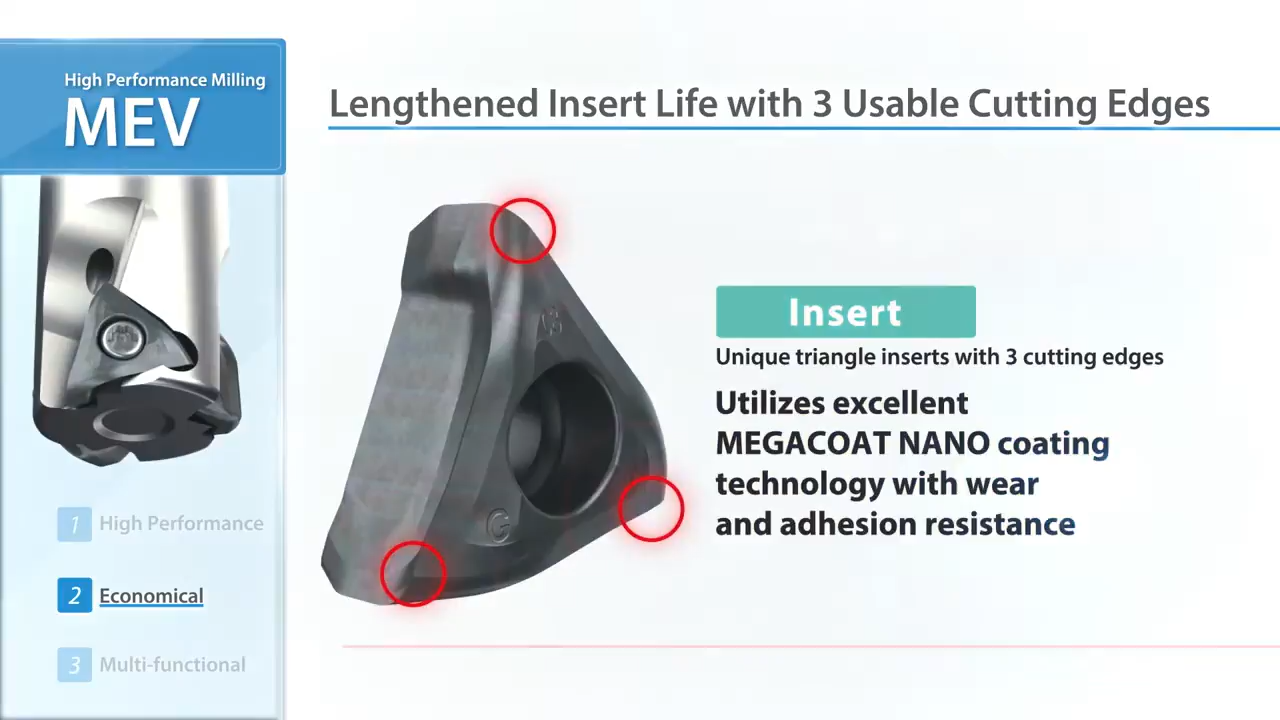 High Performance Milling
MEV
Lengthened Insert Life with 3 Usable Cutting Edges
Insert
Unique triangle inserts with 3 cutting edges
Utilizes excellent
MEGACOAT NANO coating
technology with wear
and adhesion resistance
1 High Performance
2 Economical
3 Multi-functional
G